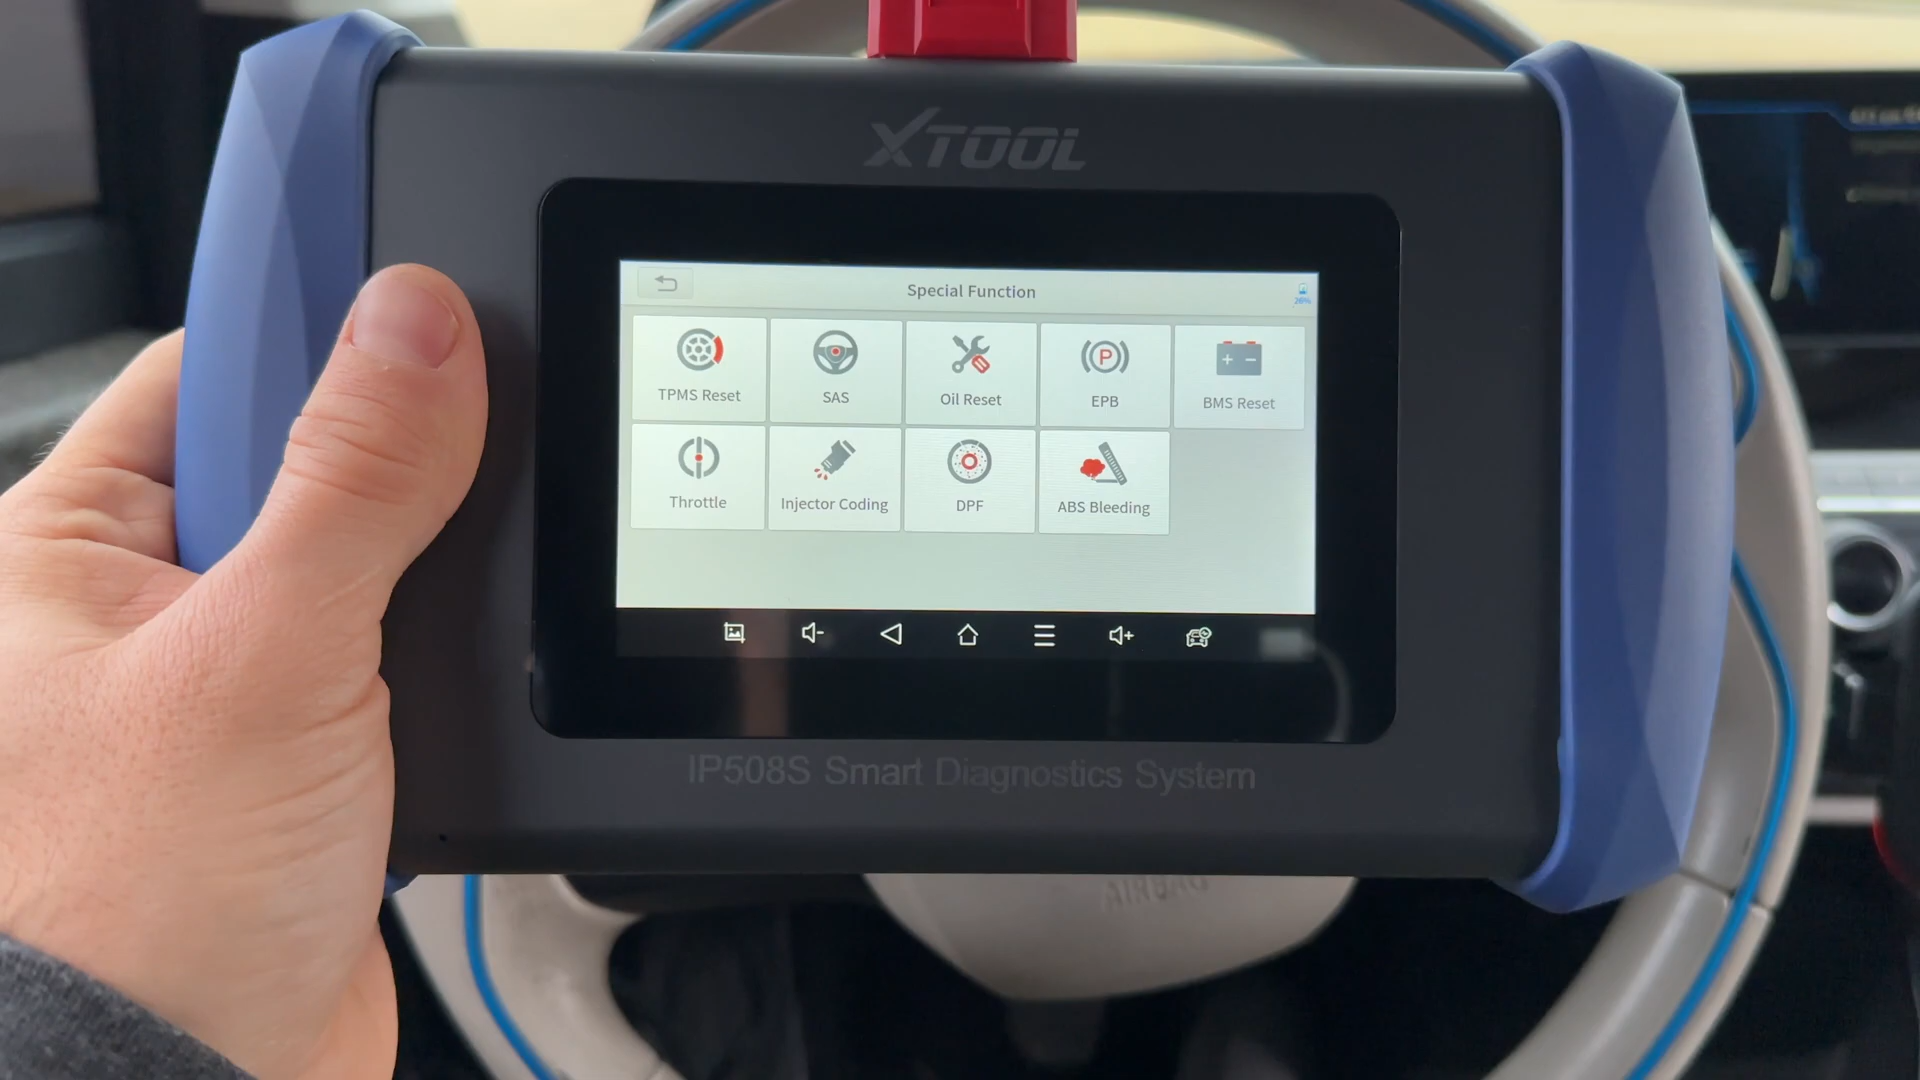 XTOOL
Special Function
26%
TPMS Reset
SAS
Oil Reset
EPB
BMS Reset
Throttle
Injector Coding
DPF
ABS Bleeding
IP508S Smart Diagnostics System